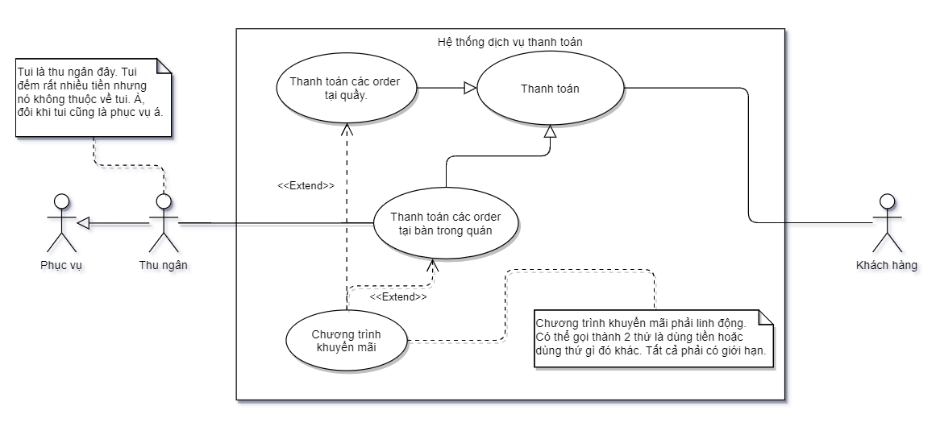 Hệ thống dịch vụ thanh toán
Tui là thu ngân đây. Tui
đếm rất nhiều tiền nhưng
nó không thuộc về tui. À,
đôi khi tui cũng là phục vụ á.
Thanh toán các order
tại quầy.
Thanh toán
<<Extend>>
Thanh toán các order
tại bàn trong quán
Phục vụ
Thu ngân
Khách hàng
<<Extend>>
Chương trình
khuyến mãi
Chương trình khuyến mãi phải linh động.
Có thể gọi thành 2 thứ là dùng tiền hoặc
dùng thứ gì đó khác. Tất cả phải có giới hạn.